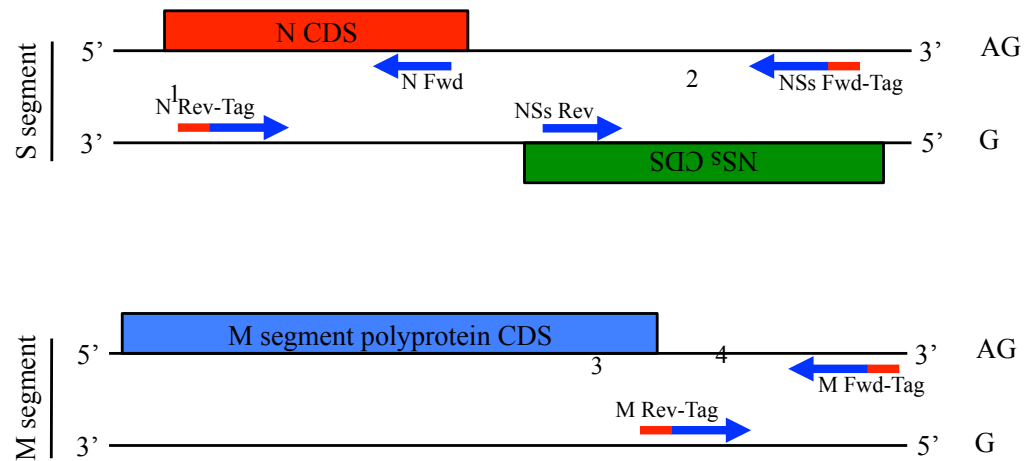 S segment
N CDS
5’ 3’ AG
N Fwd
2
NSs Fwd-Tag
1
N Rev-Tag
NSs Rev
3’ 5’ G
NSs CDS
M segment
M segment polyprotein CDS
5’ 3’ AG
3
4
M Fwd-Tag
M Rev-Tag
3’ 5’ G